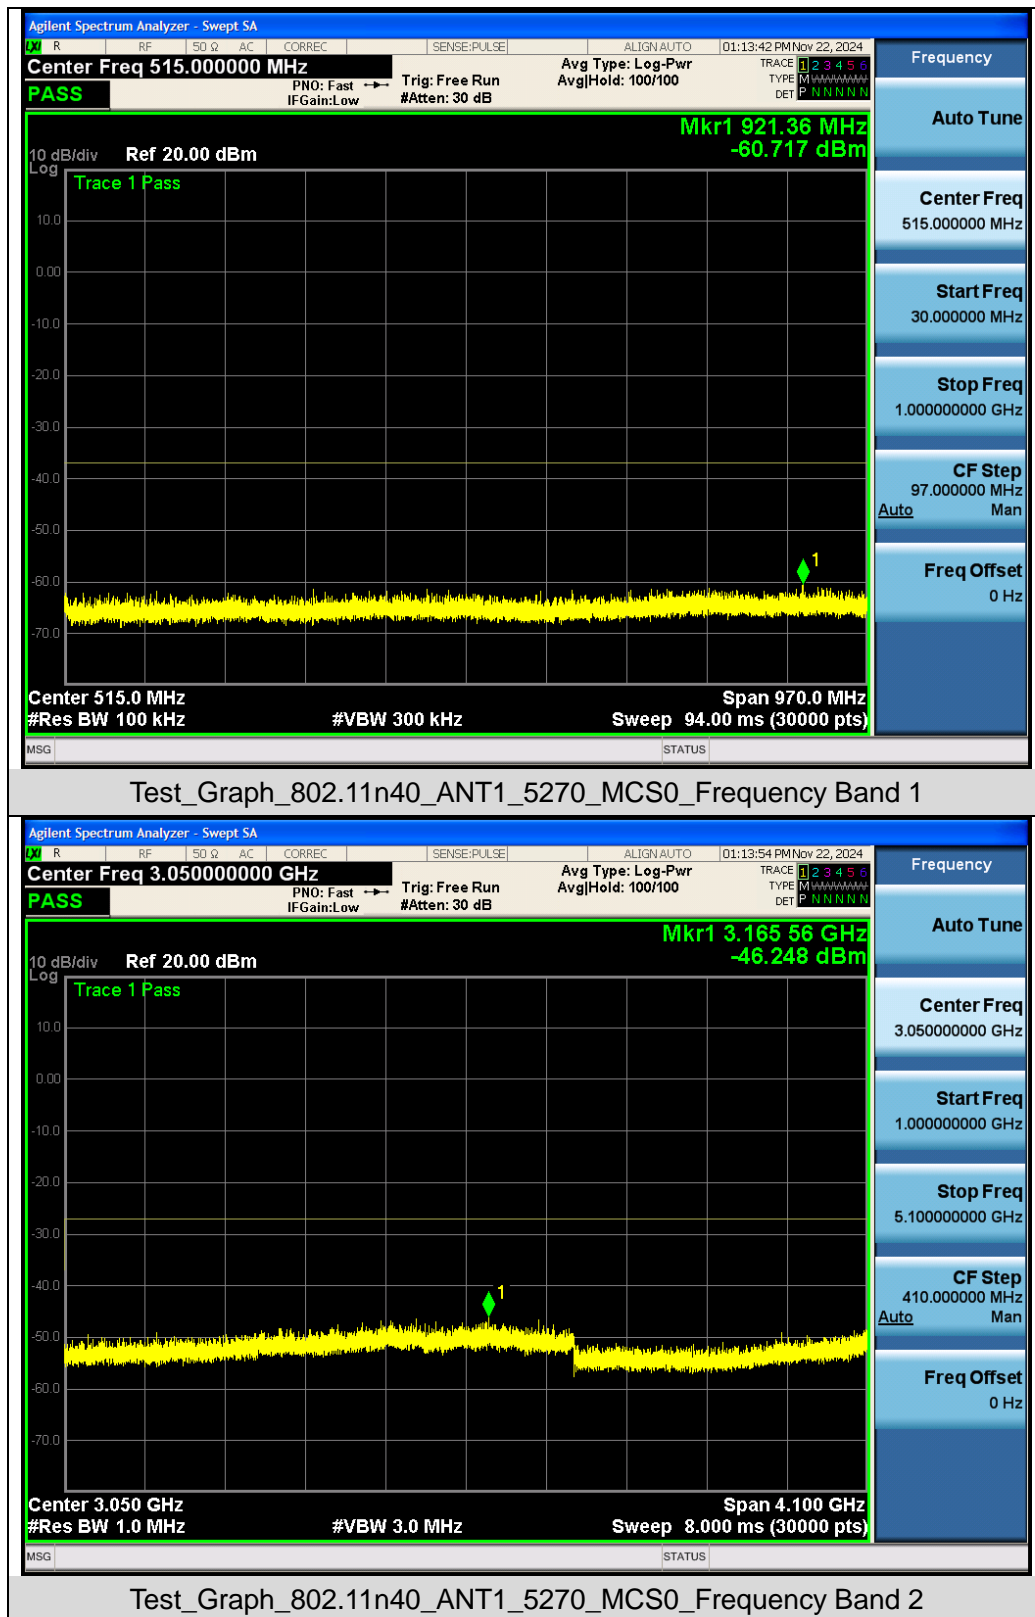 Agilent Spectrum Analyzer - Swept SA
LXI R RF 50 Ω AC CORREC SENSE:PULSE ALIGN AUTO 01:13:42 PM Nov 22, 2024
Center Freq 515.000000 MHz
PASS
PNO: Fast
IFGain:Low
Trig: Free Run
#Atten: 30 dB
Avg Type: Log-Pwr
Avg|Hold: 100/100
TRACE 1 2 3 4 5 6
TYPE M
DET P N N N N N
Mkr1 921.36 MHz
-60.717 dBm
10 dB/div Ref 20.00 dBm
Log
Trace 1 Pass
10.0
0.00
-10.0
-20.0
-30.0
-40.0
-50.0
-60.0
-70.0
1
Center 515.0 MHz Span 970.0 MHz
#Res BW 100 kHz #VBW 300 kHz Sweep 94.00 ms (30000 pts)
MSG STATUS
Frequency
Auto Tune
Center Freq
515.000000 MHz
Start Freq
30.000000 MHz
Stop Freq
1.000000000 GHz
CF Step
97.000000 MHz
Auto Man
Freq Offset
0 Hz
Test_Graph_802.11n40_ANT1_5270_MCS0_Frequency Band 1
Agilent Spectrum Analyzer - Swept SA
LXI R RF 50 Ω AC CORREC SENSE:PULSE ALIGN AUTO 01:13:54 PM Nov 22, 2024
Center Freq 3.050000000 GHz
PASS
PNO: Fast
IFGain:Low
Trig: Free Run
#Atten: 30 dB
Avg Type: Log-Pwr
Avg|Hold: 100/100
TRACE 1 2 3 4 5 6
TYPE M
DET P N N N N N
Mkr1 3.165 56 GHz
-46.248 dBm
10 dB/div Ref 20.00 dBm
Log
Trace 1 Pass
10.0
0.00
-10.0
-20.0
-30.0
-40.0
-50.0
-60.0
-70.0
1
Center 3.050 GHz Span 4.100 GHz
#Res BW 1.0 MHz #VBW 3.0 MHz Sweep 8.000 ms (30000 pts)
MSG STATUS
Frequency
Auto Tune
Center Freq
3.050000000 GHz
Start Freq
1.000000000 GHz
Stop Freq
5.100000000 GHz
CF Step
410.000000 MHz
Auto Man
Freq Offset
0 Hz
Test_Graph_802.11n40_ANT1_5270_MCS0_Frequency Band 2